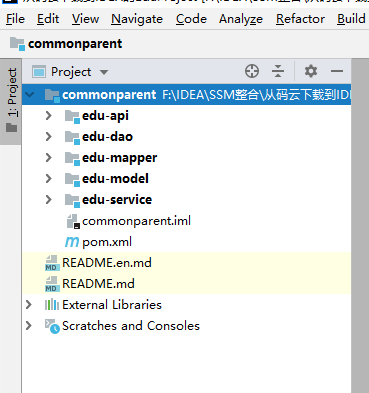 File Edit View Navigate Code Analyze Refactor Build
commonparent
1: Project
Project
commonparent F:\IDEA\SSM整合\从码云下载到IDE
edu-api
edu-dao
edu-mapper
edu-model
edu-service
commonparent.iml
pom.xml
README.en.md
README.md
External Libraries
Scratches and Consoles